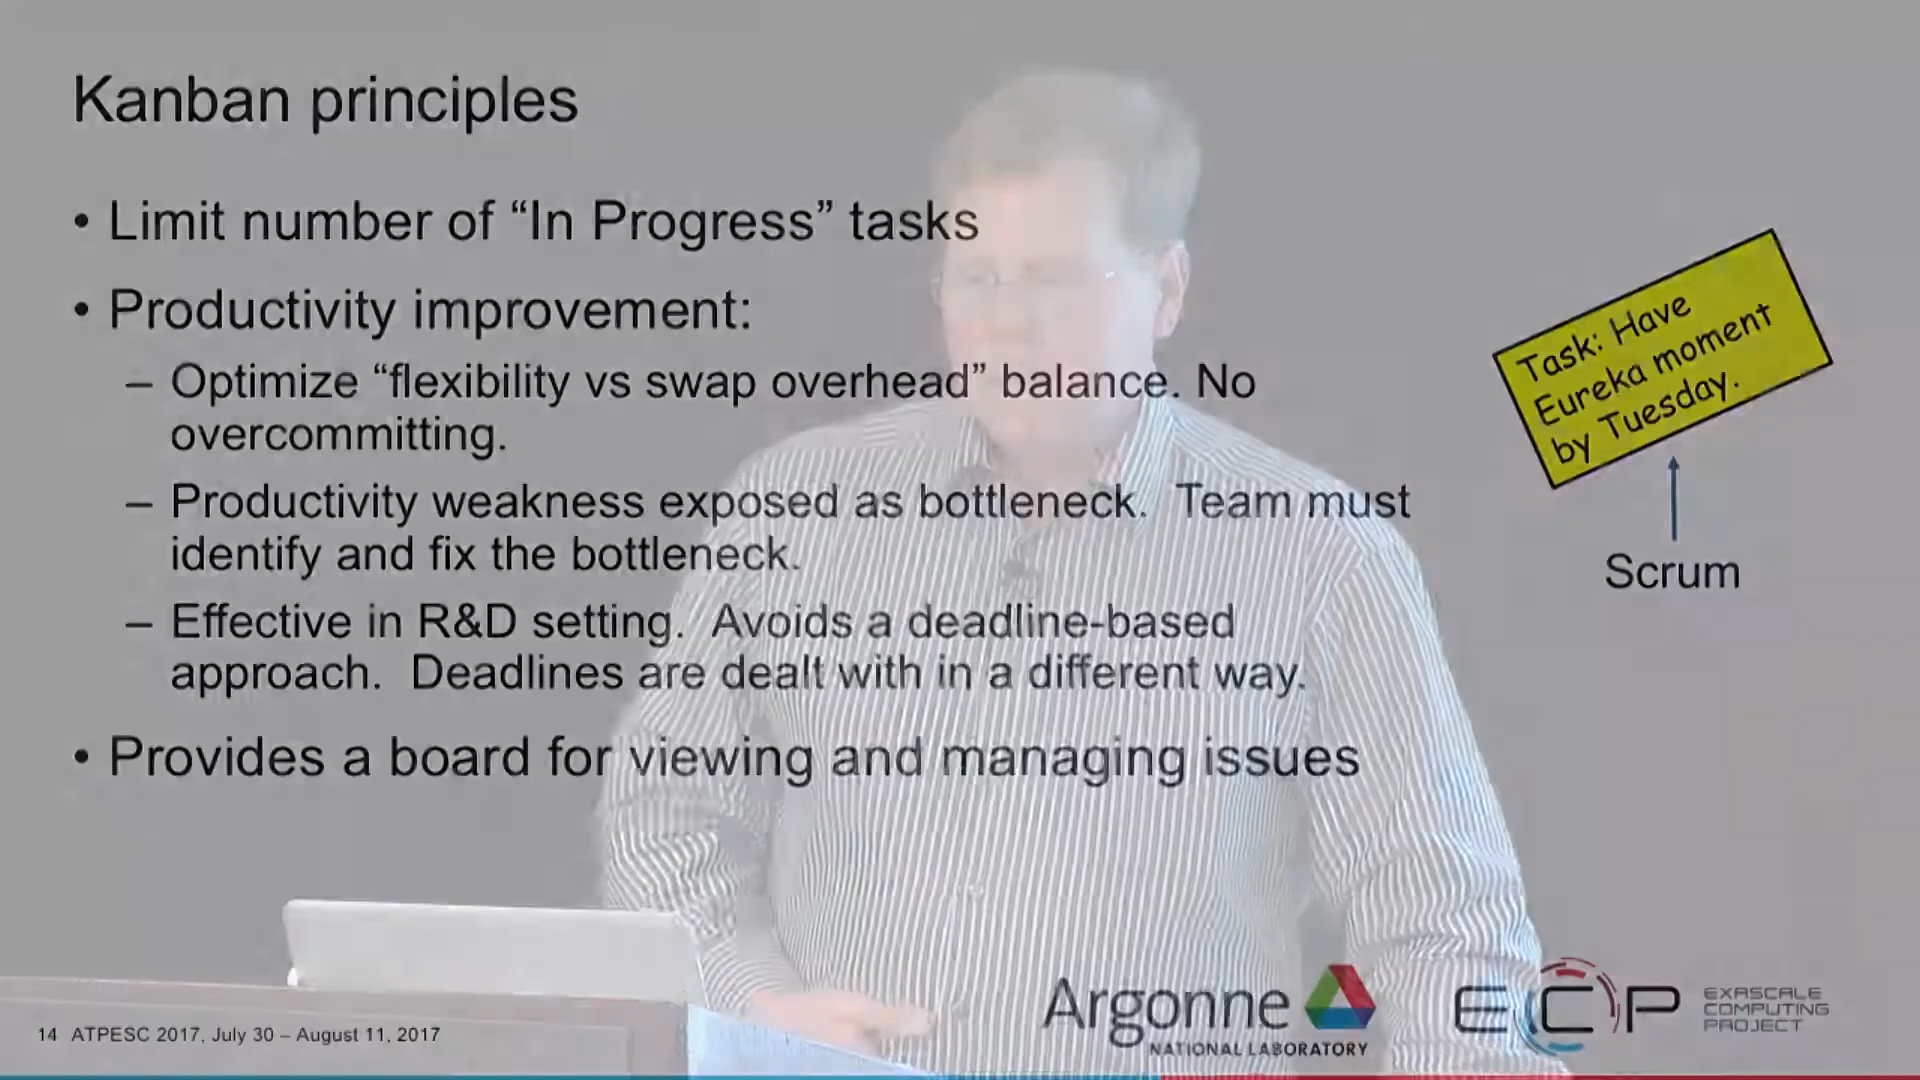 Kanban principles
• Limit number of “In Progress” tasks
• Productivity improvement:
– Optimize “flexibility vs swap overhead” balance. No
overcommitting.
– Productivity weakness exposed as bottleneck. Team must
identify and fix the bottleneck.
– Effective in R&D setting. Avoids a deadline-based
approach. Deadlines are dealt with in a different way.
• Provides a board for viewing and managing issues
Task: Have
Eureka moment
by Tuesday.
Scrum
14 ATPESC 2017, July 30 – August 11, 2017
Argonne
NATIONAL LABORATORY
ECP
EXASCALE
COMPUTING
PROJECT